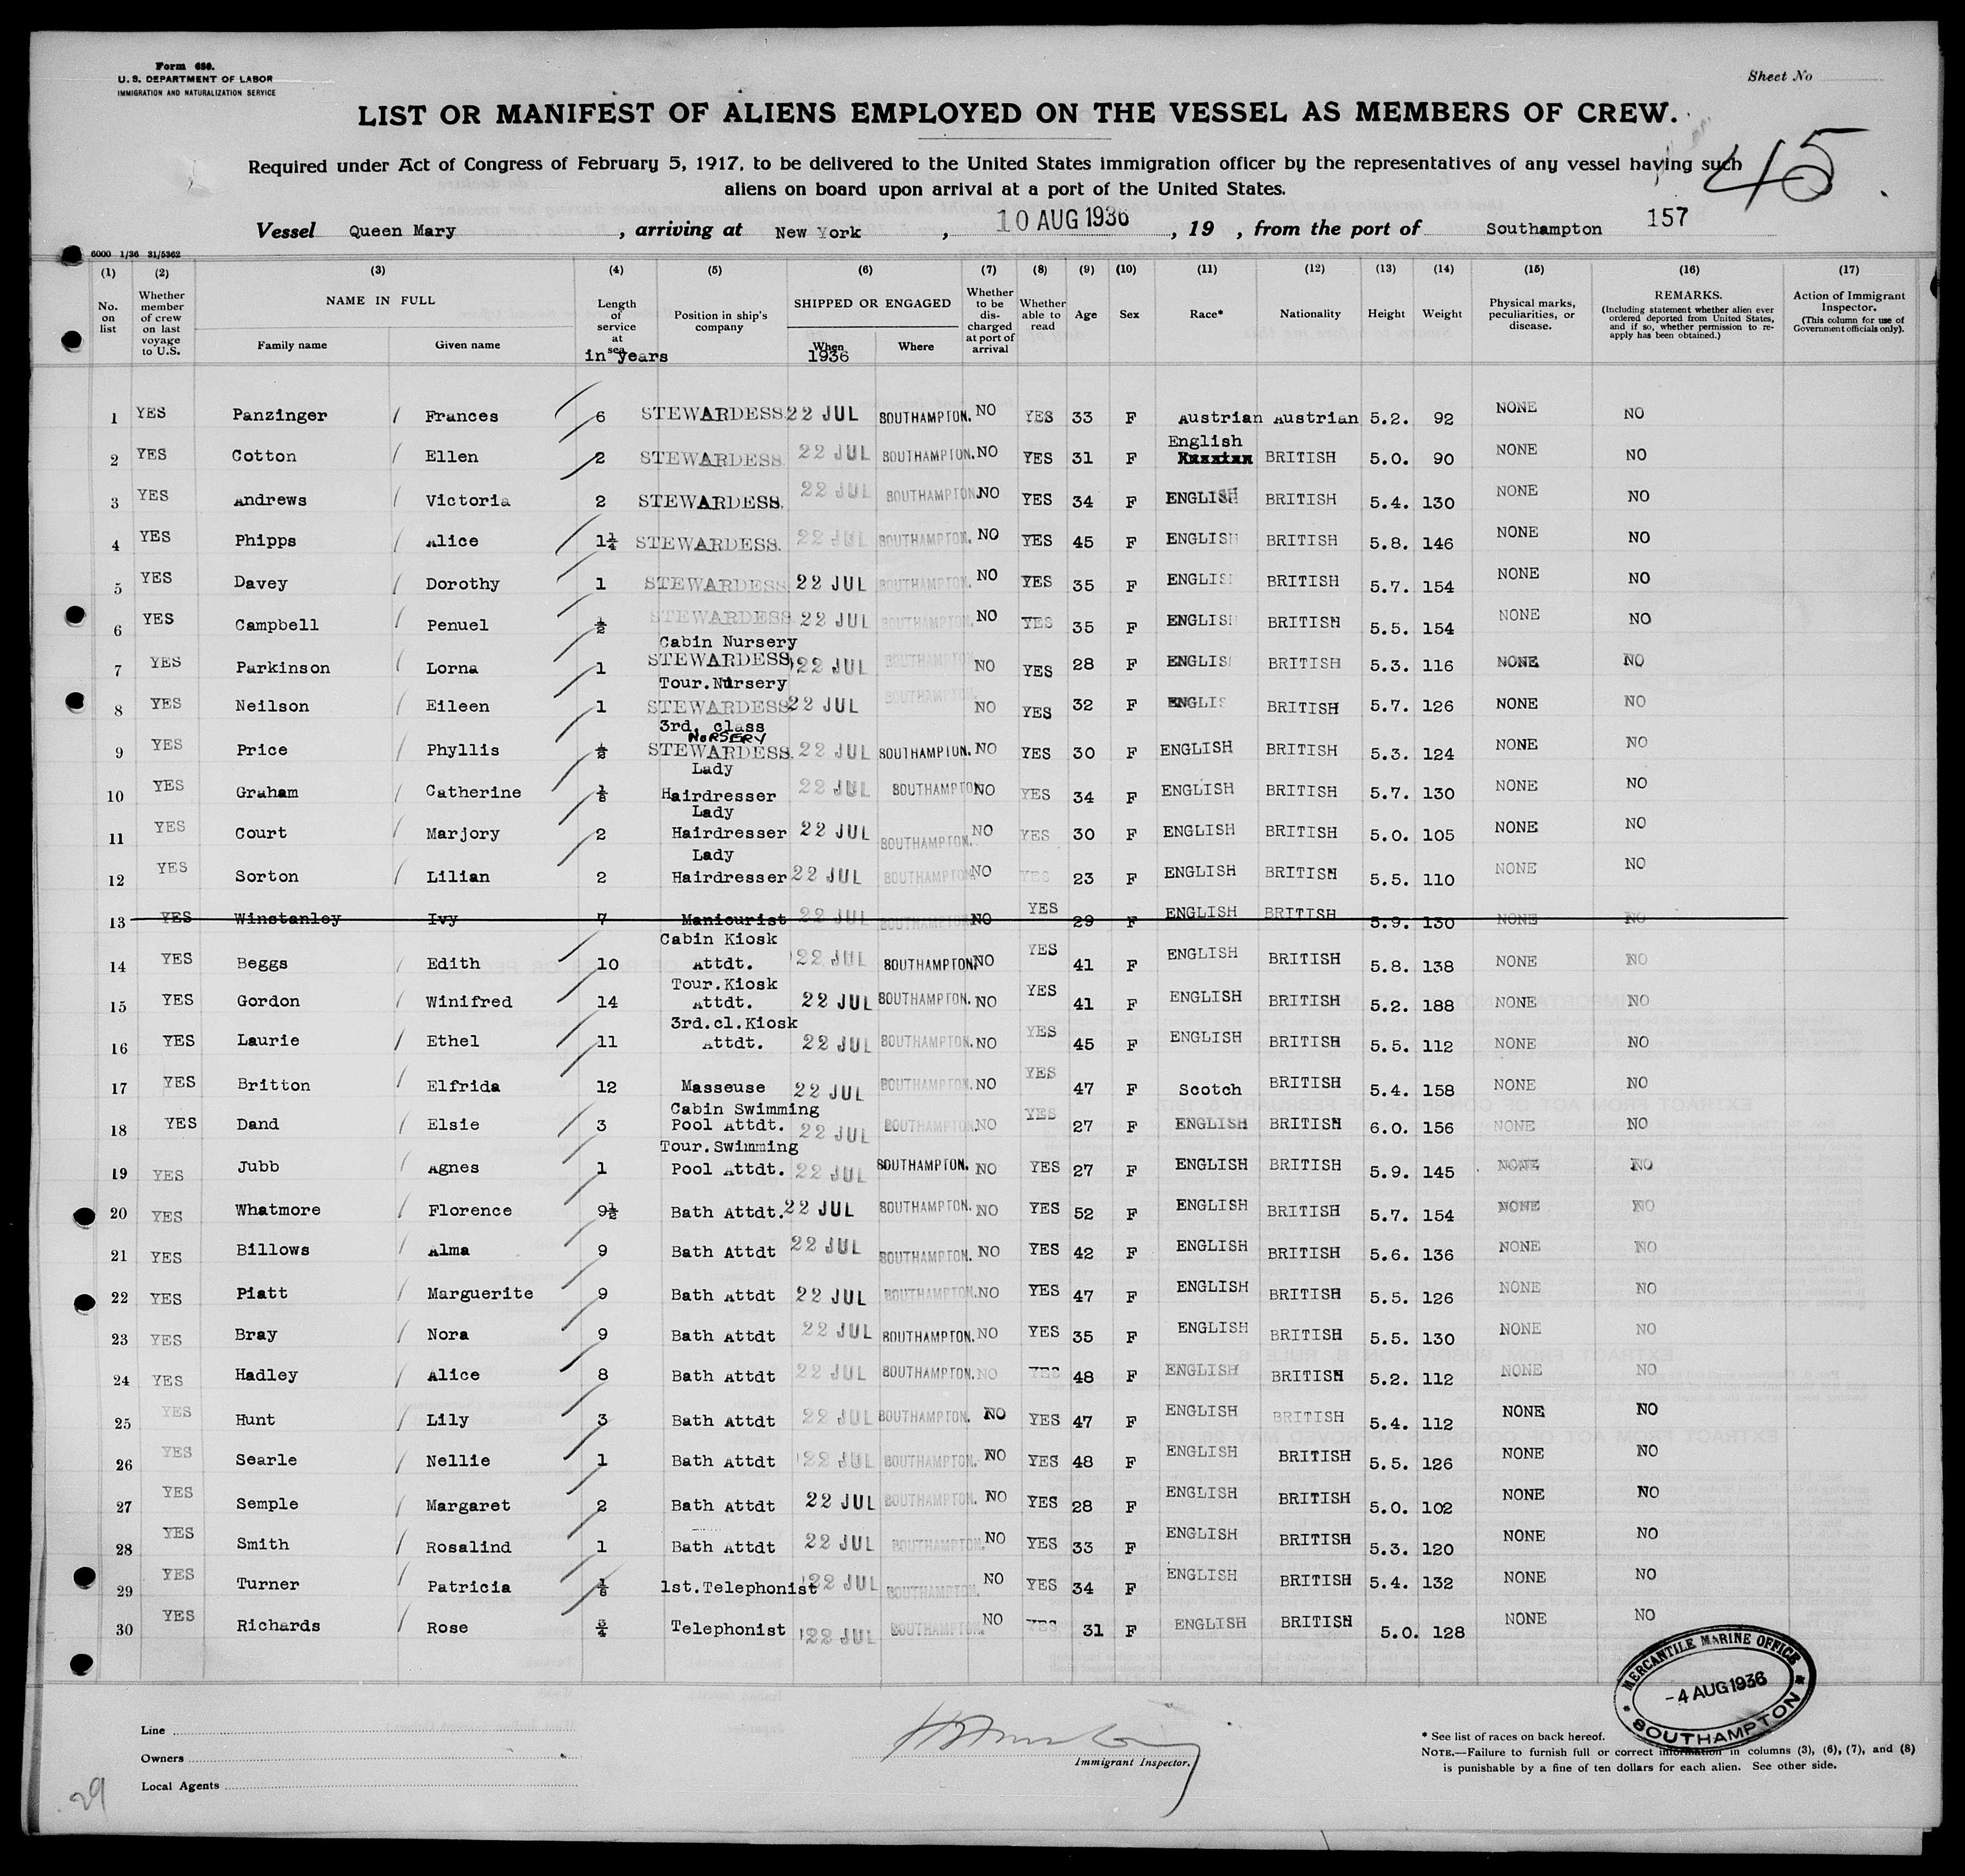 Form 680.
U. S. DEPARTMENT OF LABOR
IMMIGRATION AND NATURALIZATION SERVICE
Sheet No
LIST OR MANIFEST OF ALIENS EMPLOYED ON THE VESSEL AS MEMBERS OF CREW.
45
Required under Act of Congress of February 5, 1917, to be delivered to the United States immigration officer by the representatives of any vessel having such
aliens on board upon arrival at a port of the United States.
Vessel Queen Mary, arriving at New York, 10 AUG 1936, 19 , from the port of Southampton 157
6000 1/36 31/5362
(1) (2) (3) (4) (5) (6) (7) (8) (9) (10) (11) (12) (13) (14) (15) (16) (17)
No. on list Whether member of crew on last voyage to U.S. NAME IN FULL Family name Given name Length of service at sea in years Position in ship's company SHIPPED OR ENGAGED When 1936 Where Whether to be discharged at port of arrival Whether able to read Age Sex Race* Nationality Height Weight Physical marks, peculiarities, or disease. REMARKS. (Including statement whether alien ever ordered deported from United States, and if so, whether permission to reapply has been obtained.) Action of Immigrant Inspector. (This column for use of Government officials only).
1 YES Panzinger Frances 6 STEWARDESS 22 JUL SOUTHAMPTON. NO YES 33 F Austrian Austrian 5.2. 92 NONE NO
2 YES Cotton Ellen 2 STEWARDESS 22 JUL SOUTHAMPTON. NO YES 31 F English BRITISH 5.0. 90 NONE NO
3 YES Andrews Victoria 2 STEWARDESS. 22 JUL SOUTHAMPTON NO YES 34 F ENGLISH BRITISH 5.4. 130 NONE NO
4 YES Phipps Alice 1¼ STEWARDESS. 22 JUL SOUTHAMPTON. NO YES 45 F ENGLISH BRITISH 5.8. 146 NONE NO
5 YES Davey Dorothy 1 STEWARDESS 22 JUL SOUTHAMPTON. NO YES 35 F ENGLISH BRITISH 5.7. 154 NONE NO
6 YES Campbell Penuel ½ STEWARDESS 22 JUL SOUTHAMPTON. NO YES 35 F ENGLISH BRITISH 5.5. 154 NONE NO
7 YES Parkinson Lorna 1 Cabin Nursery STEWARDESS 22 JUL SOUTHAMPTON NO YES 28 F ENGLIS BRITISH 5.3. 116 NONE NO
8 YES Neilson Eileen 1 Tour.Nursery STEWARDESS 22 JUL SOUTHAMPTON NO YES 32 F ENGLIS BRITISH 5.7. 126 NONE NO
9 YES Price Phyllis ½ 3rd. class NURSERY STEWARDESS. 22 JUL SOUTHAMPTON. NO YES 30 F ENGLISH BRITISH 5.3. 124 NONE NO
10 YES Graham Catherine ⅛ Lady Hairdresser 22 JUL SOUTHAMPTON NO YES 34 F ENGLISH BRITISH 5.7. 130 NONE NO
11 YES Court Marjory 2 Lady Hairdresser 22 JUL SOUTHAMPTON. NO YES 30 F ENGLISH BRITISH 5.0. 105 NONE NO
12 YES Sorton Lilian 2 Lady Hairdresser 22 JUL SOUTHAMPTON NO YES 23 F ENGLISH BRITISH 5.5. 110 NONE NO
13 YES Winstanley Ivy 7 Manicurist 22 JUL SOUTHAMPTON. NO YES 29 F ENGLISH BRITISH 5.9. 130 NONE NO
14 YES Beggs Edith 10 Cabin Kiosk Attdt. 22 JUL SOUTHAMPTON. NO YES 41 F ENGLISH BRITISH 5.8. 138 NONE NO
15 YES Gordon Winifred 14 Tour.Kiosk Attdt. 22 JUL SOUTHAMPTON. NO YES 41 F ENGLISH BRITISH 5.2. 188 NONE NO
16 YES Laurie Ethel 11 3rd.cl.Kiosk Attdt. 22 JUL SOUTHAMPTON. NO YES 45 F ENGLISH BRITISH 5.5. 112 NONE NO
17 YES Britton Elfrida 12 Masseuse 22 JUL SOUTHAMPTON. NO YES 47 F Scotch BRITISH 5.4. 158 NONE NO
18 YES Dand Elsie 3 Cabin Swimming Pool Attdt. 22 JUL SOUTHAMPTON. NO YES 27 F ENGLISH BRITISH 6.0. 156 NONE NO
19 YES Jubb Agnes 1 Tour.Swimming Pool Attdt. 22 JUL SOUTHAMPTON. NO YES 27 F ENGLISH BRITISH 5.9. 145 NONE NO
20 YES Whatmore Florence 9½ Bath Attdt. 22 JUL SOUTHAMPTON. NO YES 52 F ENGLISH BRITISH 5.7. 154 NONE NO
21 YES Billows Alma 9 Bath Attdt 22 JUL SOUTHAMPTON. NO YES 42 F ENGLISH BRITISH 5.6. 136 NONE NO
22 YES Piatt Marguerite 9 Bath Attdt 22 JUL SOUTHAMPTON. NO YES 47 F ENGLISH BRITISH 5.5. 126 NONE NO
23 YES Bray Nora 9 Bath Attdt 22 JUL SOUTHAMPTON. NO YES 35 F ENGLISH BRITISH 5.5. 130 NONE NO
24 YES Hadley Alice 8 Bath Attdt 22 JUL SOUTHAMPTON. NO YES 48 F ENGLISH BRITISH 5.2. 112 NONE NO
25 YES Hunt Lily 3 Bath Attdt 22 JUL SOUTHAMPTON. NO YES 47 F ENGLISH BRITISH 5.4. 112 NONE NO
26 YES Searle Nellie 1 Bath Attdt 22 JUL SOUTHAMPTON. NO YES 48 F ENGLISH BRITISH 5.5. 126 NONE NO
27 YES Semple Margaret 2 Bath Attdt 22 JUL SOUTHAMPTON. NO YES 28 F ENGLISH BRITISH 5.0. 102 NONE NO
28 YES Smith Rosalind 1 Bath Attdt 22 JUL SOUTHAMPTON. NO YES 33 F ENGLISH BRITISH 5.3. 120 NONE NO
29 YES Turner Patricia ⅛ 1st.Telephonist 22 JUL SOUTHAMPTON. NO YES 34 F ENGLISH BRITISH 5.4. 132 NONE NO
30 YES Richards Rose ¾ Telephonist 22 JUL SOUTHAMPTON. NO YES 31 F ENGLISH BRITISH 5.0. 128 NONE NO
MERCANTILE MARINE OFFICE
-4 AUG 1936
SOUTHAMPTON
Line
Owners
Local Agents
Immigrant Inspector.
* See list of races on back hereof.
NOTE.—Failure to furnish full or correct information in columns (3), (6), (7), and (8)
is punishable by a fine of ten dollars for each alien. See other side.
29